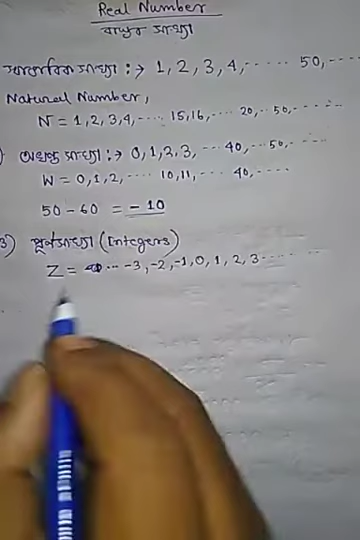 Real Number
বাস্তব সংখ্যা
স্বাভাবিক সংখ্যা :→ 1, 2, 3, 4, ..... 50, ....
Natural Number,
N = 1, 2, 3, 4, .... 15, 16, ... 20, .. 50, ......
) অখণ্ড সংখ্যা :→ 0, 1, 2, 3, ... 40, .. 50, ......
W = 0, 1, 2, .... 10, 11, .... 40, ....
50 - 60 = - 10
3) পূর্ণসংখ্যা (Integers)
Z = ... -3, -2, -1, 0, 1, 2, 3 ......